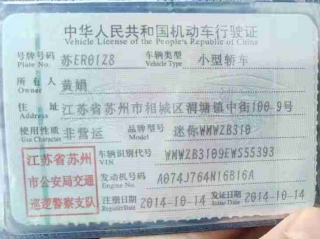 中华人民共和国机动车行驶证
Vehicle License of the People's Republic of China
号牌号码 苏ER01Z8 车辆类型 小型轿车
Plate No. Vehicle Type
所有人 黄娟
Owner
住址 江苏省苏州市相城区渭塘镇中街100-9号
Address
使用性质 非营运 品牌型号 迷你WMWZB310
Use Character Model
江苏省苏州
市公安局交通
巡逻警察支队
车辆识别代号 WMWZB3109EWS55393
VIN
发动机号码 A074J764N16B16A
Engine No.
注册日期 2014-10-14 发证日期 2014-10-14
Register Date Issue Date